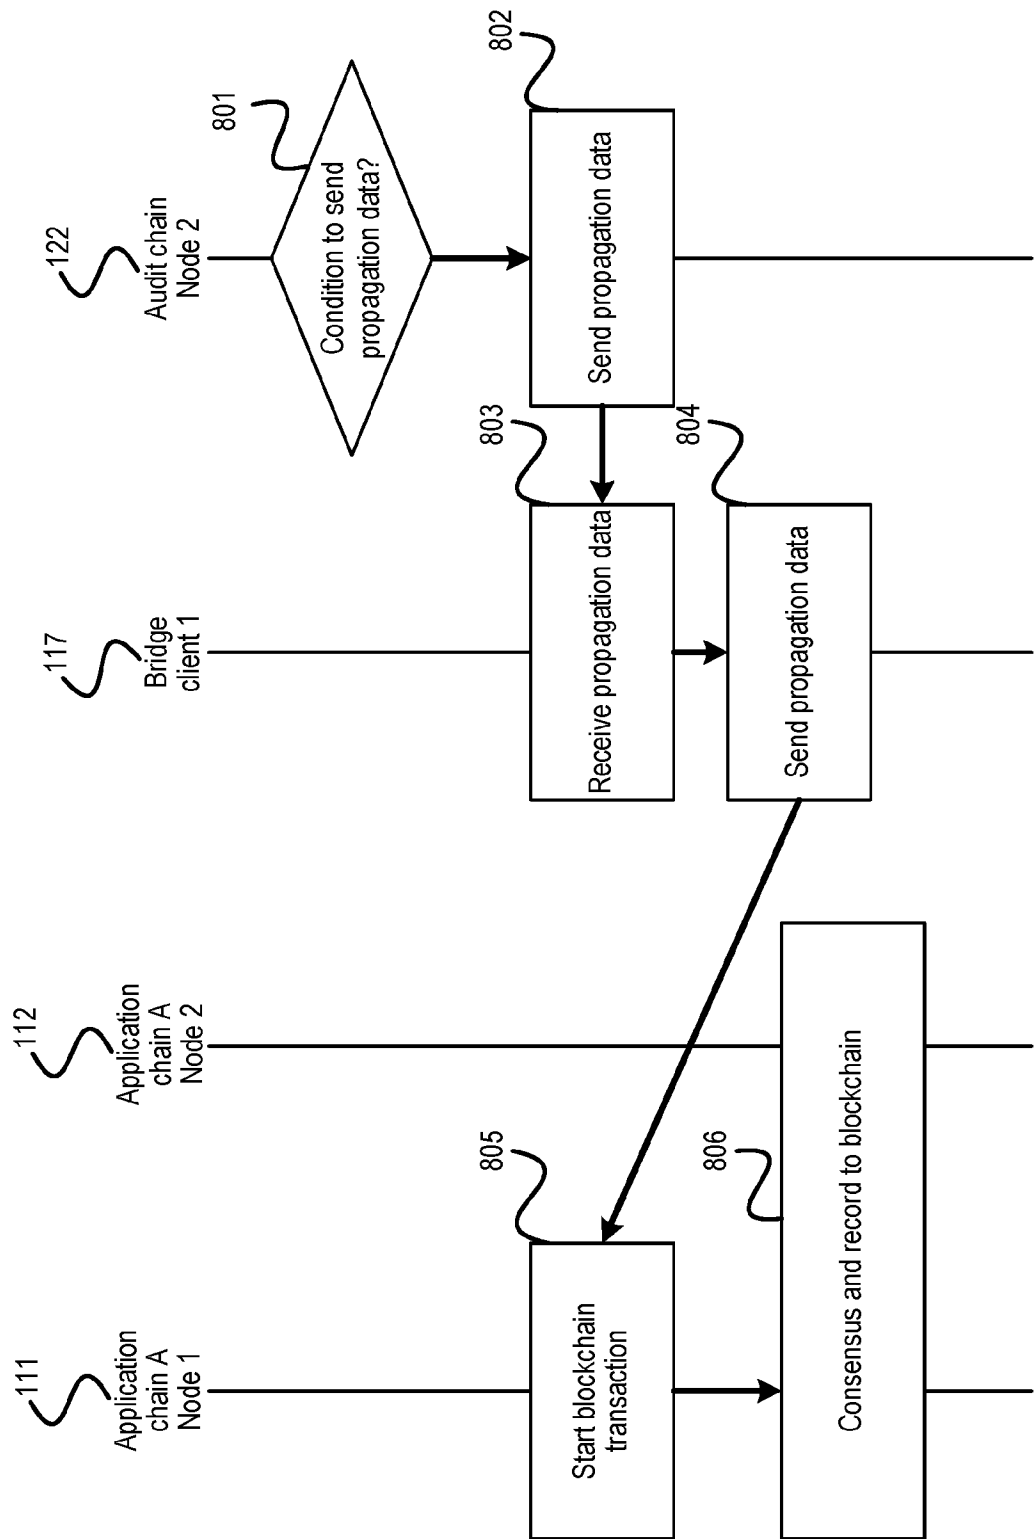 111
Application
chain A
Node 1
112
Application
chain A
Node 2
117
Bridge
client 1
122
Audit chain
Node 2
801
Condition to send
propagation data?
802
Send propagation data
803
Receive propagation data
804
Send propagation data
805
Start blockchain
transaction
806
Consensus and record to blockchain